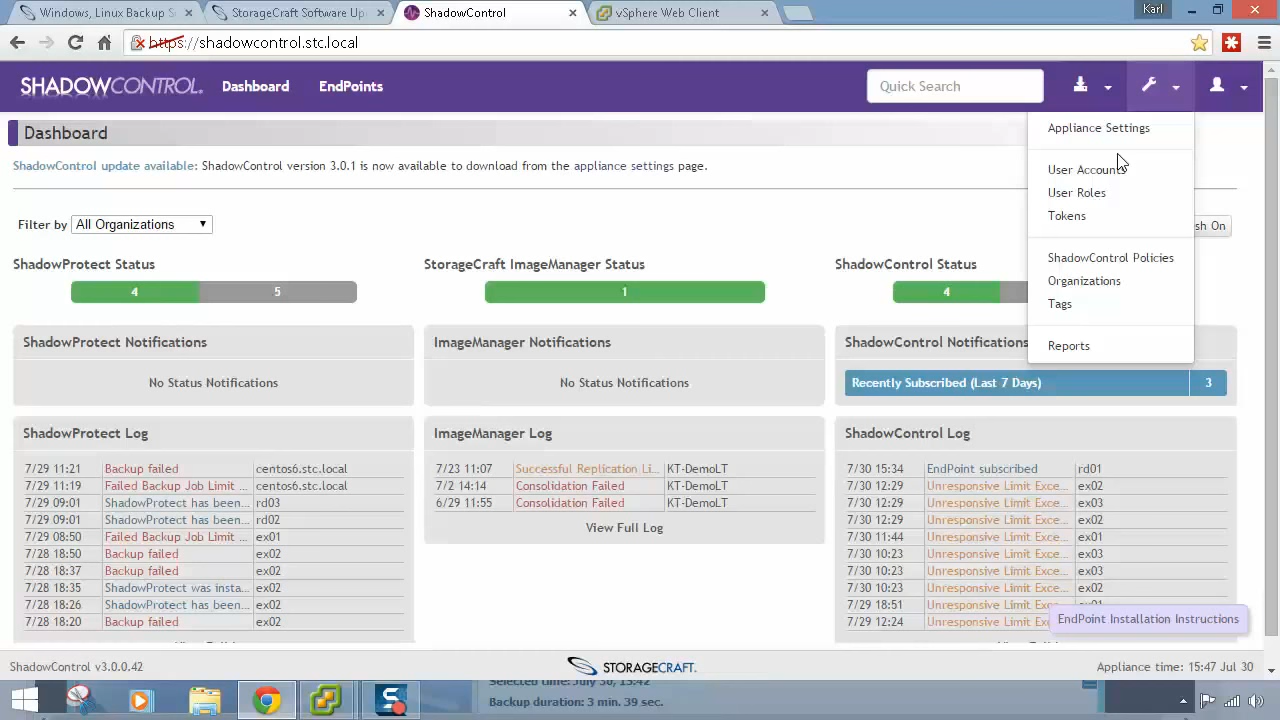 Windows, Linux Backup S
StorageCraft Software Up
ShadowControl
vSphere Web Client
Karl
https://shadowcontrol.stc.local
SHADOWCONTROL.
Dashboard
EndPoints
Quick Search
Dashboard
ShadowControl update available: ShadowControl version 3.0.1 is now available to download from the appliance settings page.
Filter by All Organizations
sh On
Appliance Settings
User Accounts
User Roles
Tokens
ShadowControl Policies
Organizations
Tags
Reports
ShadowProtect Status
4 5
StorageCraft ImageManager Status
1
ShadowControl Status
4
ShadowProtect Notifications
No Status Notifications
ImageManager Notifications
No Status Notifications
ShadowControl Notifications
Recently Subscribed (Last 7 Days) 3
ShadowProtect Log
7/29 11:21 Backup failed centos6.stc.local
7/29 11:19 Failed Backup Job Limit ... centos6.stc.local
7/29 09:01 ShadowProtect has been... rd03
7/29 09:01 ShadowProtect has been... rd02
7/29 08:50 Failed Backup Job Limit ... ex01
7/28 18:50 Backup failed ex02
7/28 18:37 Backup failed ex02
7/28 18:35 ShadowProtect was insta... ex02
7/28 18:26 ShadowProtect has been... ex02
7/28 18:20 Backup failed ex02
ImageManager Log
7/23 11:07 Successful Replication Li... KT-DemoLT
7/2 14:14 Consolidation Failed KT-DemoLT
6/29 11:55 Consolidation Failed KT-DemoLT
View Full Log
ShadowControl Log
7/30 15:34 EndPoint subscribed rd01
7/30 12:29 Unresponsive Limit Exce... ex02
7/30 12:29 Unresponsive Limit Exce... ex03
7/30 12:29 Unresponsive Limit Exce... ex02
7/30 11:44 Unresponsive Limit Exce... ex01
7/30 10:23 Unresponsive Limit Exce... ex03
7/30 10:23 Unresponsive Limit Exce... ex03
7/30 10:23 Unresponsive Limit Exce... ex02
7/29 18:51 Unresponsive Limit Exce... ex01
7/29 12:24 Unresponsive Limit Exce
EndPoint Installation Instructions
ShadowControl v3.0.0.42
STORAGECRAFT.
Appliance time: 15:47 Jul 30
Selected time: July 30, 15:42
Backup duration: 3 min. 39 sec.